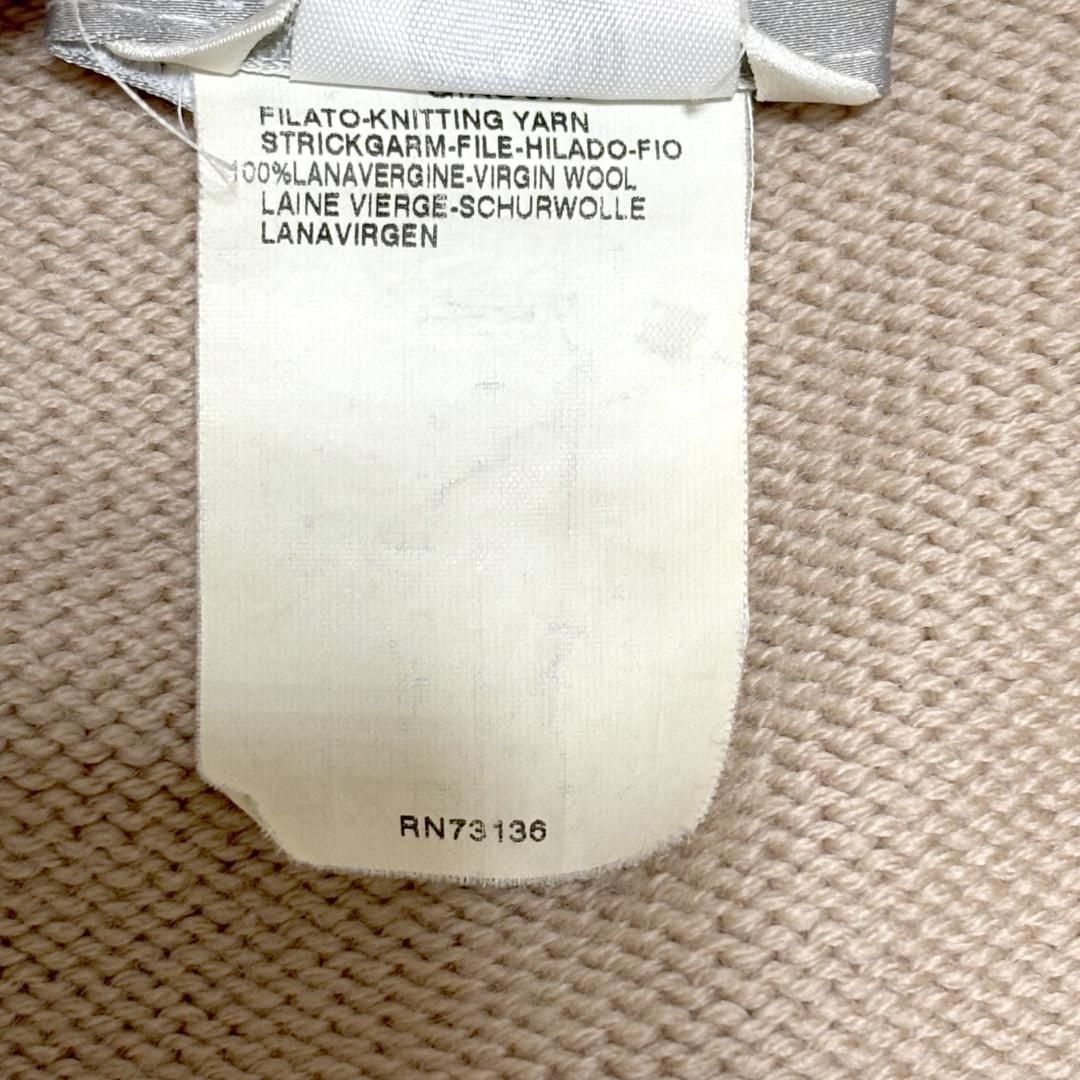 FILATO-KNITTING YARN
STRICKGARM-FILE-HILADO-FIO
100%LANAVERGINE-VIRGIN WOOL
LAINE VIERGE-SCHURWOLLE
LANAVIRGEN
RN73136